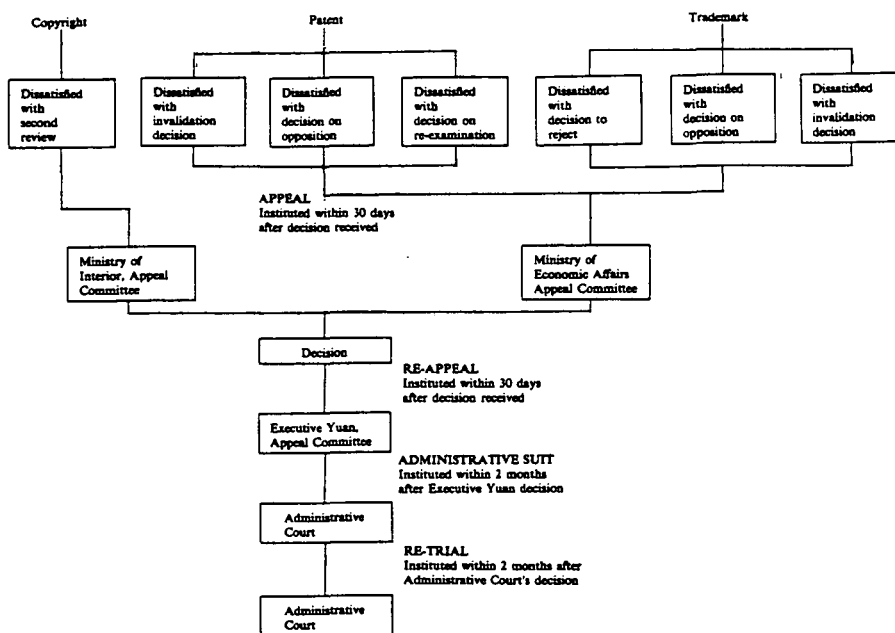 Copyright
Patent
Trademark
Dissatisfied
with
second
review
Dissatisfied
with
invalidation
decision
Dissatisfied
with
decision on
opposition
Dissatisfied
with
decision on
re-examination
Dissatisfied
with
decision to
reject
Dissatisfied
with
decision on
opposition
Dissatisfied
with
invalidation
decision
APPEAL
Instituted within 30 days
after decision received
Ministry of
Interior, Appeal
Committee
Ministry of
Economic Affairs
Appeal Committee
Decision
RE-APPEAL
Instituted within 30 days
after decision received
Executive Yuan,
Appeal Committee
ADMINISTRATIVE SUIT
Instituted within 2 months
after Executive Yuan decision
Administrative
Court
RE-TRIAL
Instituted within 2 months after
Administrative Court's decision
Administrative
Court